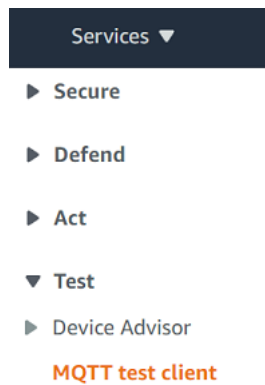 Services ▼
Secure
Defend
Act
Test
Device Advisor
MQTT test client